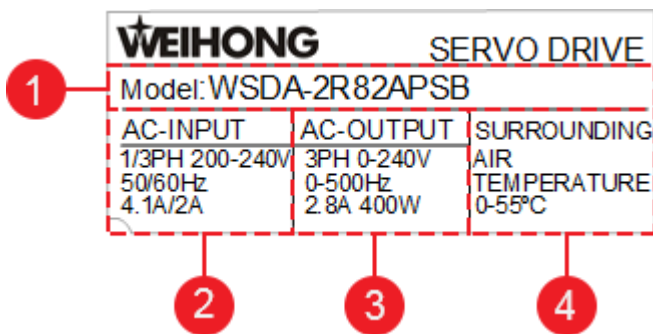 WEIHONG
SERVO DRIVE
1
Model:WSDA-2R82APSB
AC-INPUT
1/3PH 200-240V
50/60Hz
4.1A/2A
AC-OUTPUT
3PH 0-240V
0-500Hz
2.8A 400W
SURROUNDING
AIR
TEMPERATURE
0-55°C
2
3
4